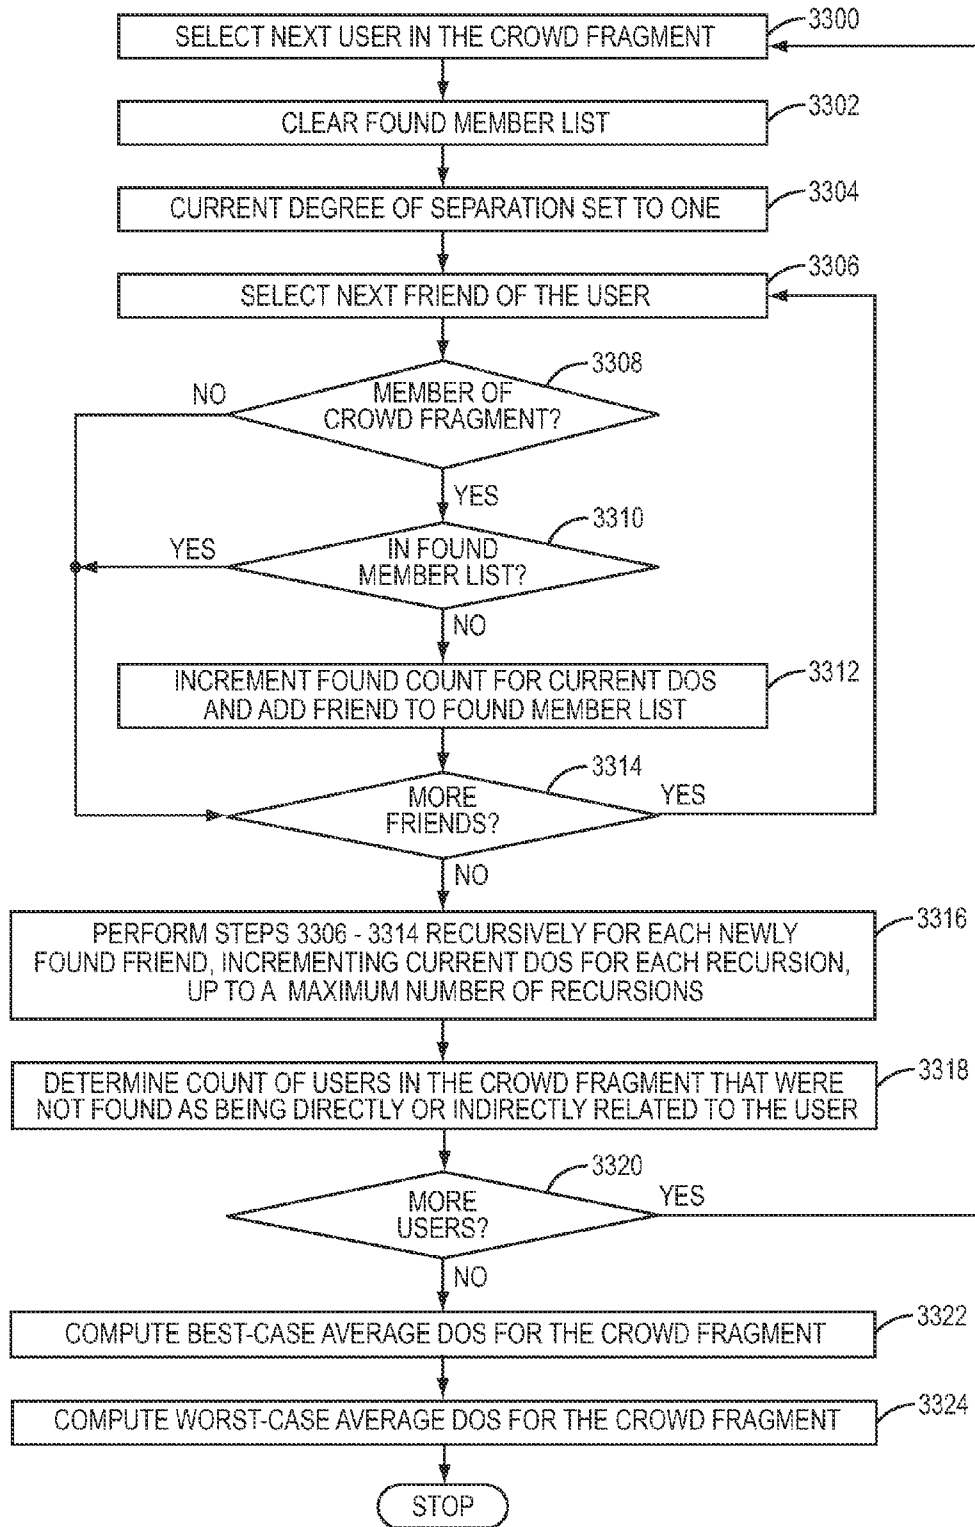 SELECT NEXT USER IN THE CROWD FRAGMENT
3300
CLEAR FOUND MEMBER LIST
3302
CURRENT DEGREE OF SEPARATION SET TO ONE
3304
SELECT NEXT FRIEND OF THE USER
3306
MEMBER OF
CROWD FRAGMENT?
3308
NO
YES
IN FOUND
MEMBER LIST?
3310
YES
NO
INCREMENT FOUND COUNT FOR CURRENT DOS
AND ADD FRIEND TO FOUND MEMBER LIST
3312
MORE
FRIENDS?
3314
YES
NO
PERFORM STEPS 3306 - 3314 RECURSIVELY FOR EACH NEWLY
FOUND FRIEND, INCREMENTING CURRENT DOS FOR EACH RECURSION,
UP TO A MAXIMUM NUMBER OF RECURSIONS
3316
DETERMINE COUNT OF USERS IN THE CROWD FRAGMENT THAT WERE
NOT FOUND AS BEING DIRECTLY OR INDIRECTLY RELATED TO THE USER
3318
MORE
USERS?
3320
YES
NO
COMPUTE BEST-CASE AVERAGE DOS FOR THE CROWD FRAGMENT
3322
COMPUTE WORST-CASE AVERAGE DOS FOR THE CROWD FRAGMENT
3324
STOP